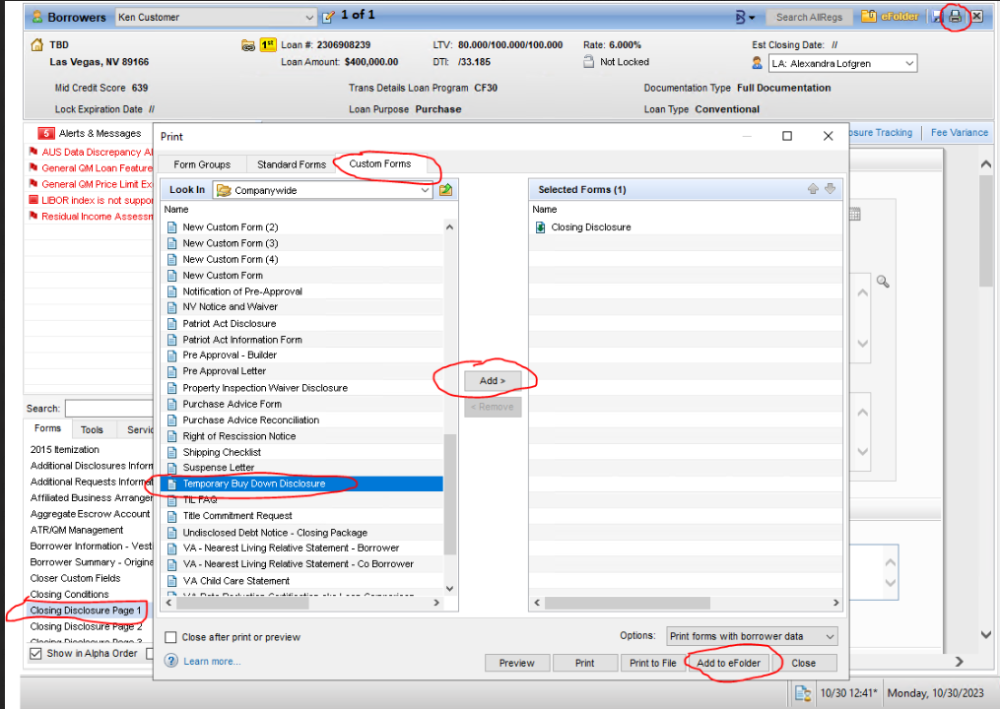 Borrowers Ken Customer 1 of 1 Search AllRegs eFolder
TBD 1st Loan #: 2306908239 LTV: 80.000/100.000/100.000 Rate: 6.000% Est Closing Date: //
Las Vegas, NV 89166 Loan Amount: $400,000.00 DTI: /33.185 Not Locked LA: Alexandra Lofgren
Mid Credit Score 639 Trans Details Loan Program CF30 Documentation Type Full Documentation
Lock Expiration Date // Loan Purpose Purchase Loan Type Conventional
5 Alerts & Messages
AUS Data Discrepancy Al
General QM Loan Feature
General QM Price Limit Ex
LIBOR index is not suppor
Residual Income Assessm
osure Tracking Fee Variance
Print
Form Groups Standard Forms Custom Forms
Look In Companywide
Name
New Custom Form (2)
New Custom Form (3)
New Custom Form (4)
New Custom Form
Notification of Pre-Approval
NV Notice and Waiver
Patriot Act Disclosure
Patriot Act Information Form
Pre Approval - Builder
Pre Approval Letter
Property Inspection Waiver Disclosure
Purchase Advice Form
Purchase Advice Reconciliation
Right of Rescission Notice
Shipping Checklist
Suspense Letter
Temporary Buy Down Disclosure
TIL FAQ
Title Commitment Request
Undisclosed Debt Notice - Closing Package
VA - Nearest Living Relative Statement - Borrower
VA - Nearest Living Relative Statement - Co Borrower
VA Child Care Statement
Add >
< Remove
Selected Forms (1)
Name
Closing Disclosure
Close after print or preview
Options: Print forms with borrower data
Learn more...
Preview Print Print to File Add to eFolder Close
Search:
Forms Tools Servic
2015 Itemization
Additional Disclosures Inform
Additional Requests Informat
Affiliated Business Arranger
Aggregate Escrow Account
ATR/QM Management
Borrower Information - Vesti
Borrower Summary - Origina
Closer Custom Fields
Closing Conditions
Closing Disclosure Page 1
Closing Disclosure Page 2
Closing Disclosure Page 3
Show in Alpha Order
10/30 12:41* Monday, 10/30/2023